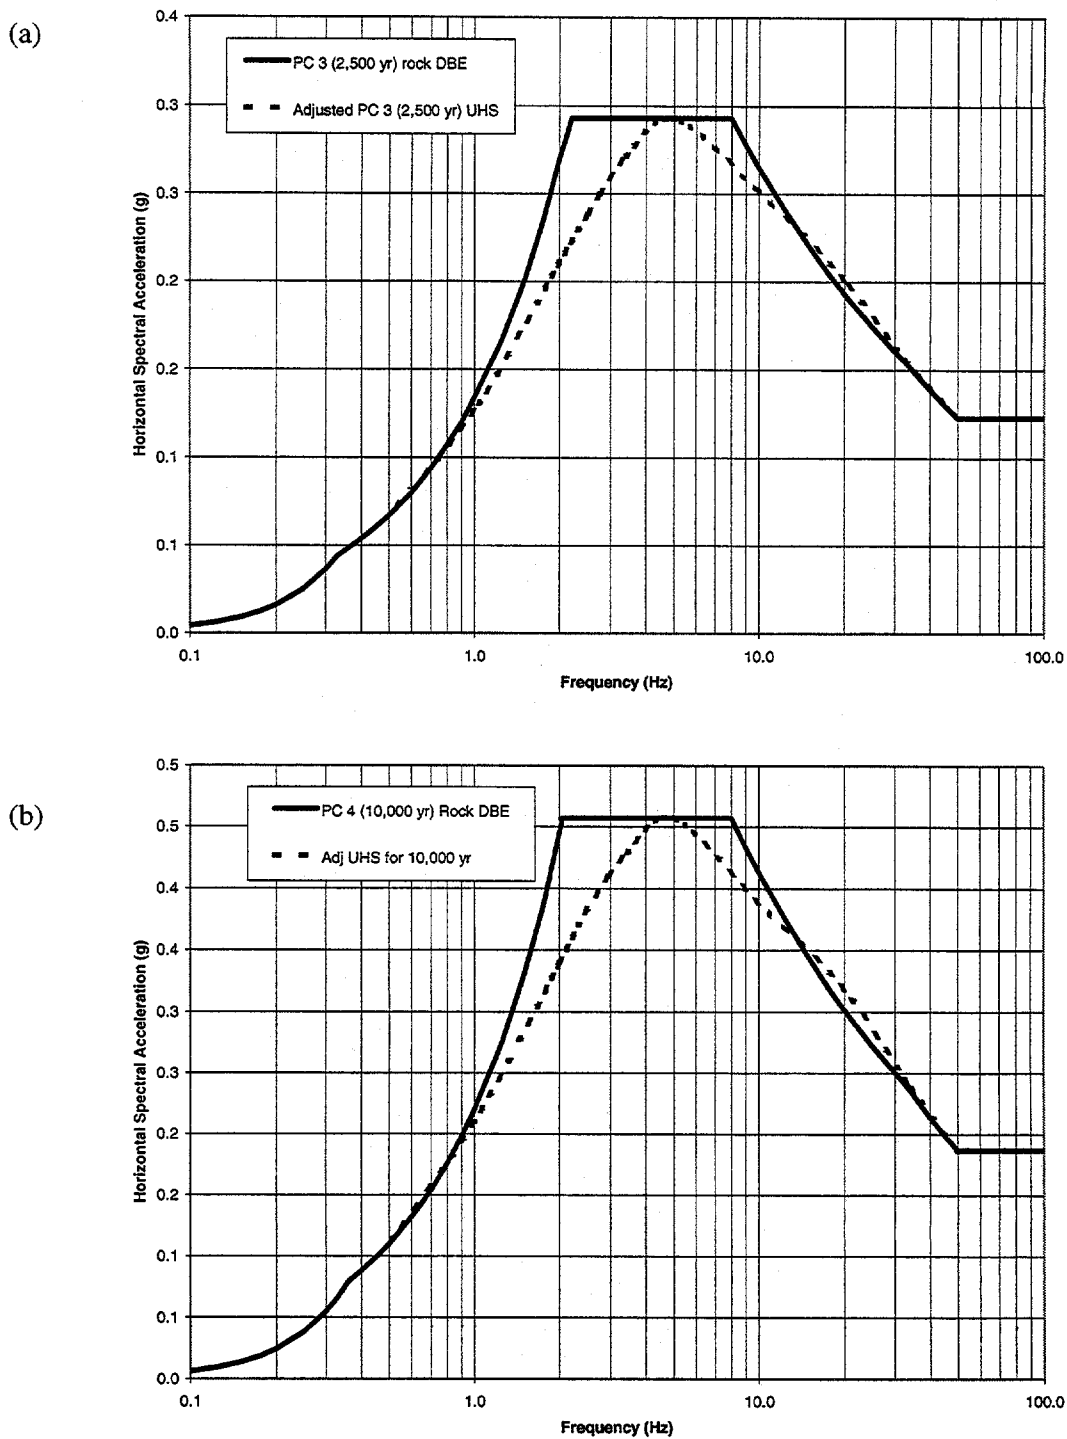 (a)
0.4
0.3
0.3
0.2
0.2
0.1
0.1
0.0
Horizontal Spectral Acceleration (g)
PC 3 (2,500 yr) rock DBE
Adjusted PC 3 (2,500 yr) UHS
0.1
1.0
10.0
100.0
Frequency (Hz)
(b)
0.5
0.5
0.4
0.4
0.3
0.3
0.2
0.2
0.1
0.1
0.0
Horizontal Spectral Acceleration (g)
PC 4 (10,000 yr) Rock DBE
Adj UHS for 10,000 yr
0.1
1.0
10.0
100.0
Frequency (Hz)